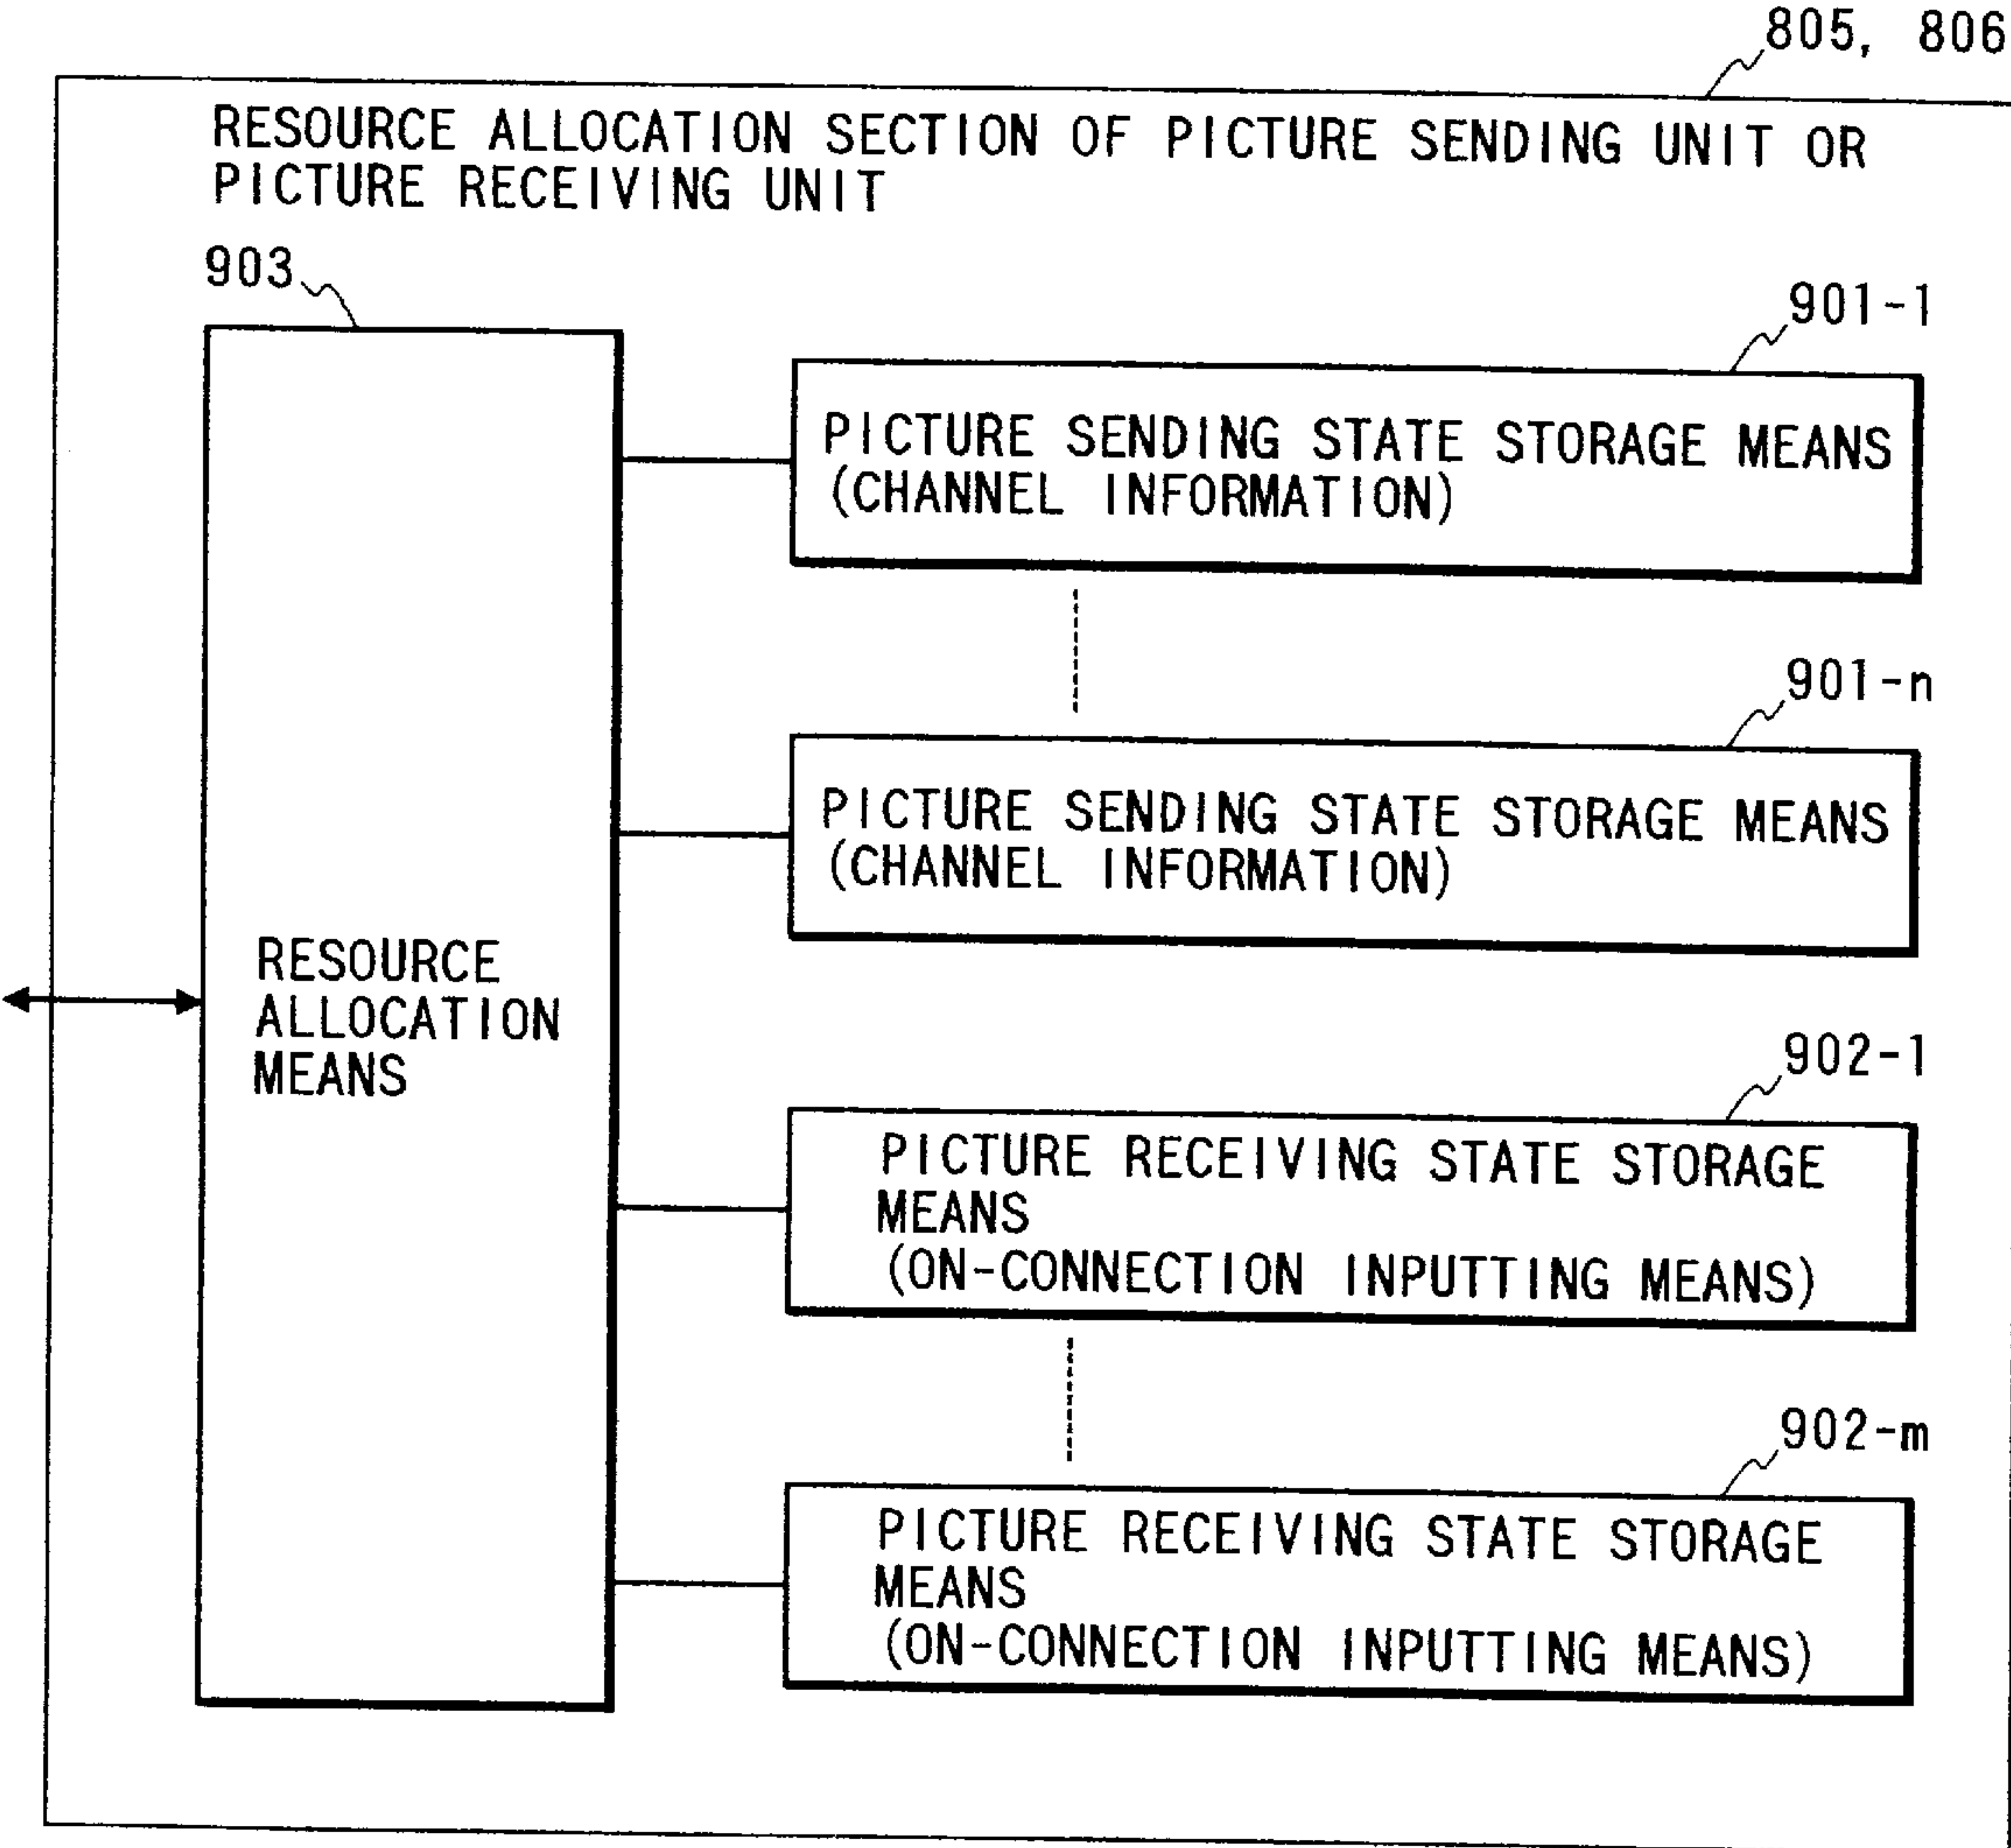 805, 806
RESOURCE ALLOCATION SECTION OF PICTURE SENDING UNIT OR
PICTURE RECEIVING UNIT
903
901-1
PICTURE SENDING STATE STORAGE MEANS
(CHANNEL INFORMATION)
901-n
PICTURE SENDING STATE STORAGE MEANS
(CHANNEL INFORMATION)
RESOURCE
ALLOCATION
MEANS
902-1
PICTURE RECEIVING STATE STORAGE
MEANS
(ON-CONNECTION INPUTTING MEANS)
902-m
PICTURE RECEIVING STATE STORAGE
MEANS
(ON-CONNECTION INPUTTING MEANS)